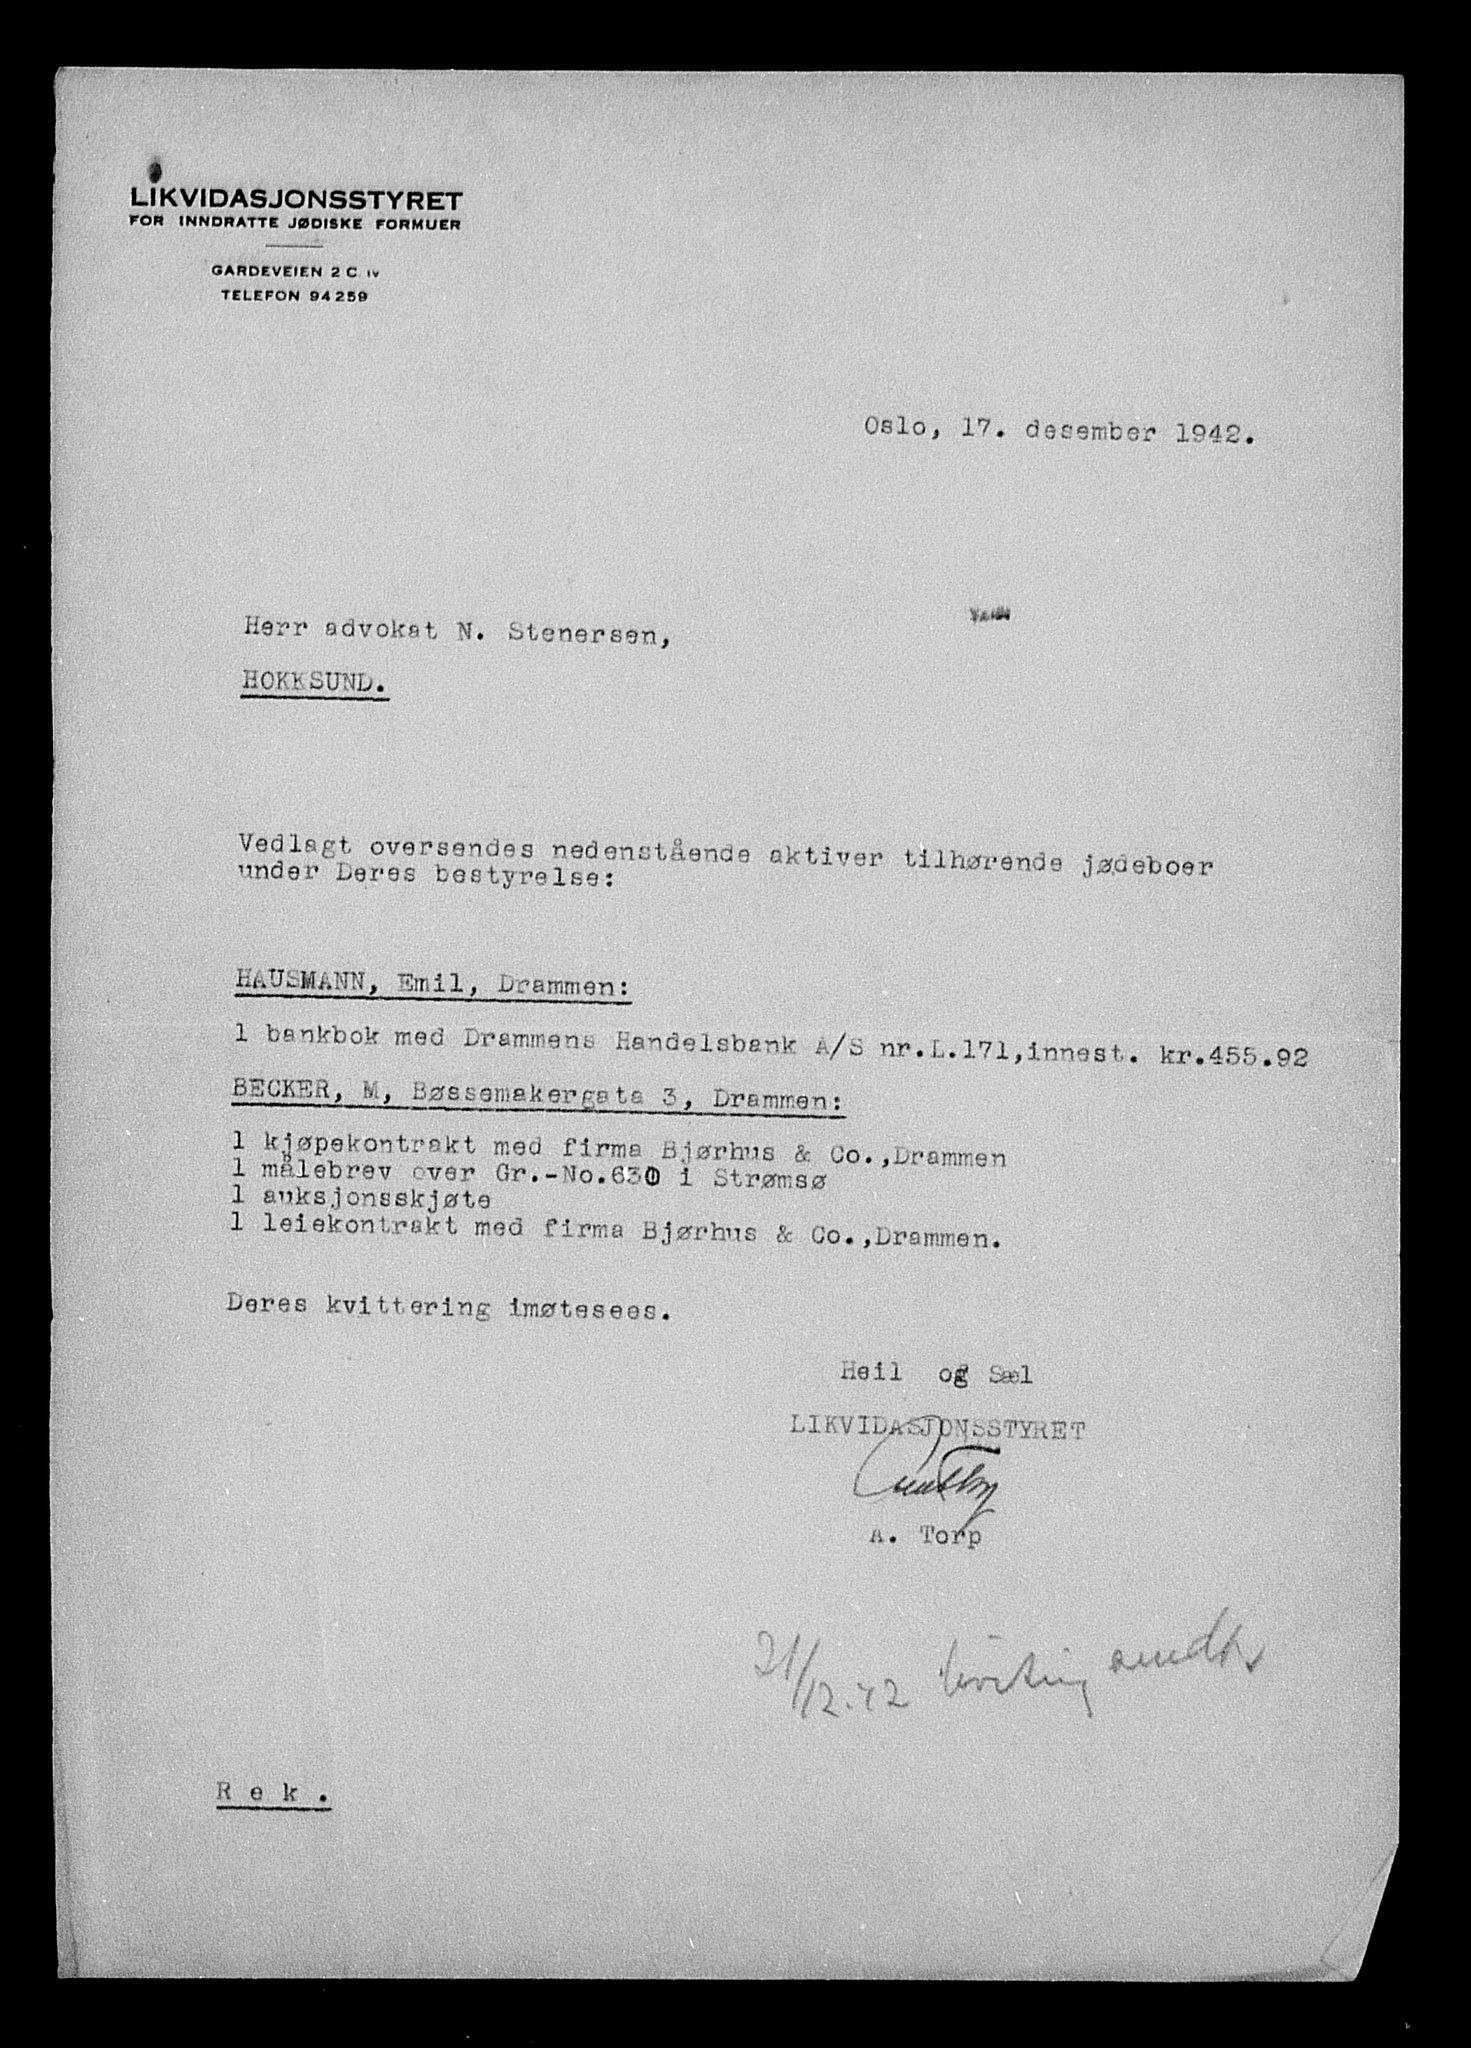 LIKVIDASJONSSTYRET
FOR INNDRATTE JØDISKE FORMUER
GARDEVEIEN 2 C. IV
TELEFON 94259
Oslo, 17. desember 1942.
Herr advokat N. Stenersen,
HOKKSUND.
Vedlagt oversendes nedenstående aktiver tilhørende jødeboer
under Deres bestyrelse:
HAUSMANN, Emil, Drammen:
1 bankbok med Drammens Handelsbank A/S nr.L.171,innest. kr.455.92
BECKER, M, Bøssemakergata 3, Drammen:
1 kjøpekontrakt med firma Bjørhus & Co.,Drammen
1 målebrev over Gr.-No.630 i Strømsø
1 auksjonsskjøte
1 leiekontrakt med firma Bjørhus & Co.,Drammen.
Deres kvittering imøtesees.
Heil og Sæl
LIKVIDASJONSSTYRET
A. Torp
21/12.42
R e k .